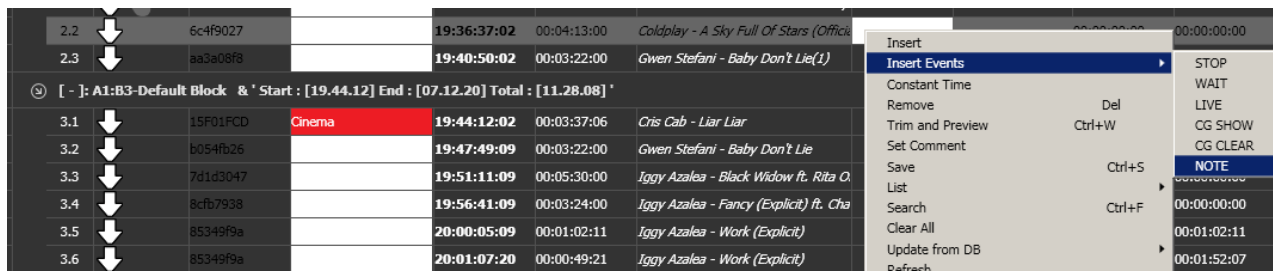 2.2 6c4f9027 19:36:37:02 00:04:13:00 Coldplay - A Sky Full Of Stars (Officia 00:00:00:00 00:00:00:00
2.3 aa3a08f8 19:40:50:02 00:03:22:00 Gwen Stefani - Baby Don't Lie(1)
[ - ]: A1:B3-Default Block & ' Start : [19.44.12] End : [07.12.20] Total : [11.28.08] '
3.1 15F01FCD Cinema 19:44:12:02 00:03:37:06 Cris Cab - Liar Liar
3.2 b054fb26 19:47:49:09 00:03:22:00 Gwen Stefani - Baby Don't Lie
3.3 7d1d3047 19:51:11:09 00:05:30:00 Iggy Azalea - Black Widow ft. Rita O.
3.4 8cfb7938 19:56:41:09 00:03:24:00 Iggy Azalea - Fancy (Explicit) ft. Cha 00:00:00:00
3.5 85349f9a 20:00:05:09 00:01:02:11 Iggy Azalea - Work (Explicit) 00:01:02:11
3.6 85349f9a 20:01:07:20 00:00:49:21 Iggy Azalea - Work (Explicit) 00:01:52:07
Insert
Insert Events
Constant Time
Remove Del
Trim and Preview Ctrl+W
Set Comment
Save Ctrl+S
List
Search Ctrl+F
Clear All
Update from DB
Refresh
STOP
WAIT
LIVE
CG SHOW
CG CLEAR
NOTE